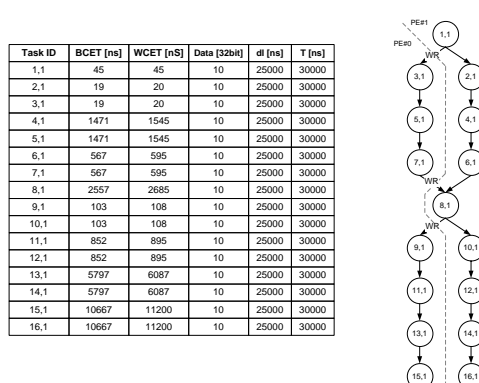 Task ID BCET [ns] WCET [nS] Data [32bit] dl [ns] T [ns]
1,1 45 45 10 25000 30000
2,1 19 20 10 25000 30000
3,1 19 20 10 25000 30000
4,1 1471 1545 10 25000 30000
5,1 1471 1545 10 25000 30000
6,1 567 595 10 25000 30000
7,1 567 595 10 25000 30000
8,1 2557 2685 10 25000 30000
9,1 103 108 10 25000 30000
10,1 103 108 10 25000 30000
11,1 852 895 10 25000 30000
12,1 852 895 10 25000 30000
13,1 5797 6087 10 25000 30000
14,1 5797 6087 10 25000 30000
15,1 10667 11200 10 25000 30000
16,1 10667 11200 10 25000 30000
PE#1
PE#0
1,1
WR
3,1 2,1
5,1 4,1
7,1 6,1
WR
8,1
WR
9,1 10,1
11,1 12,1
13,1 14,1
15,1 16,1